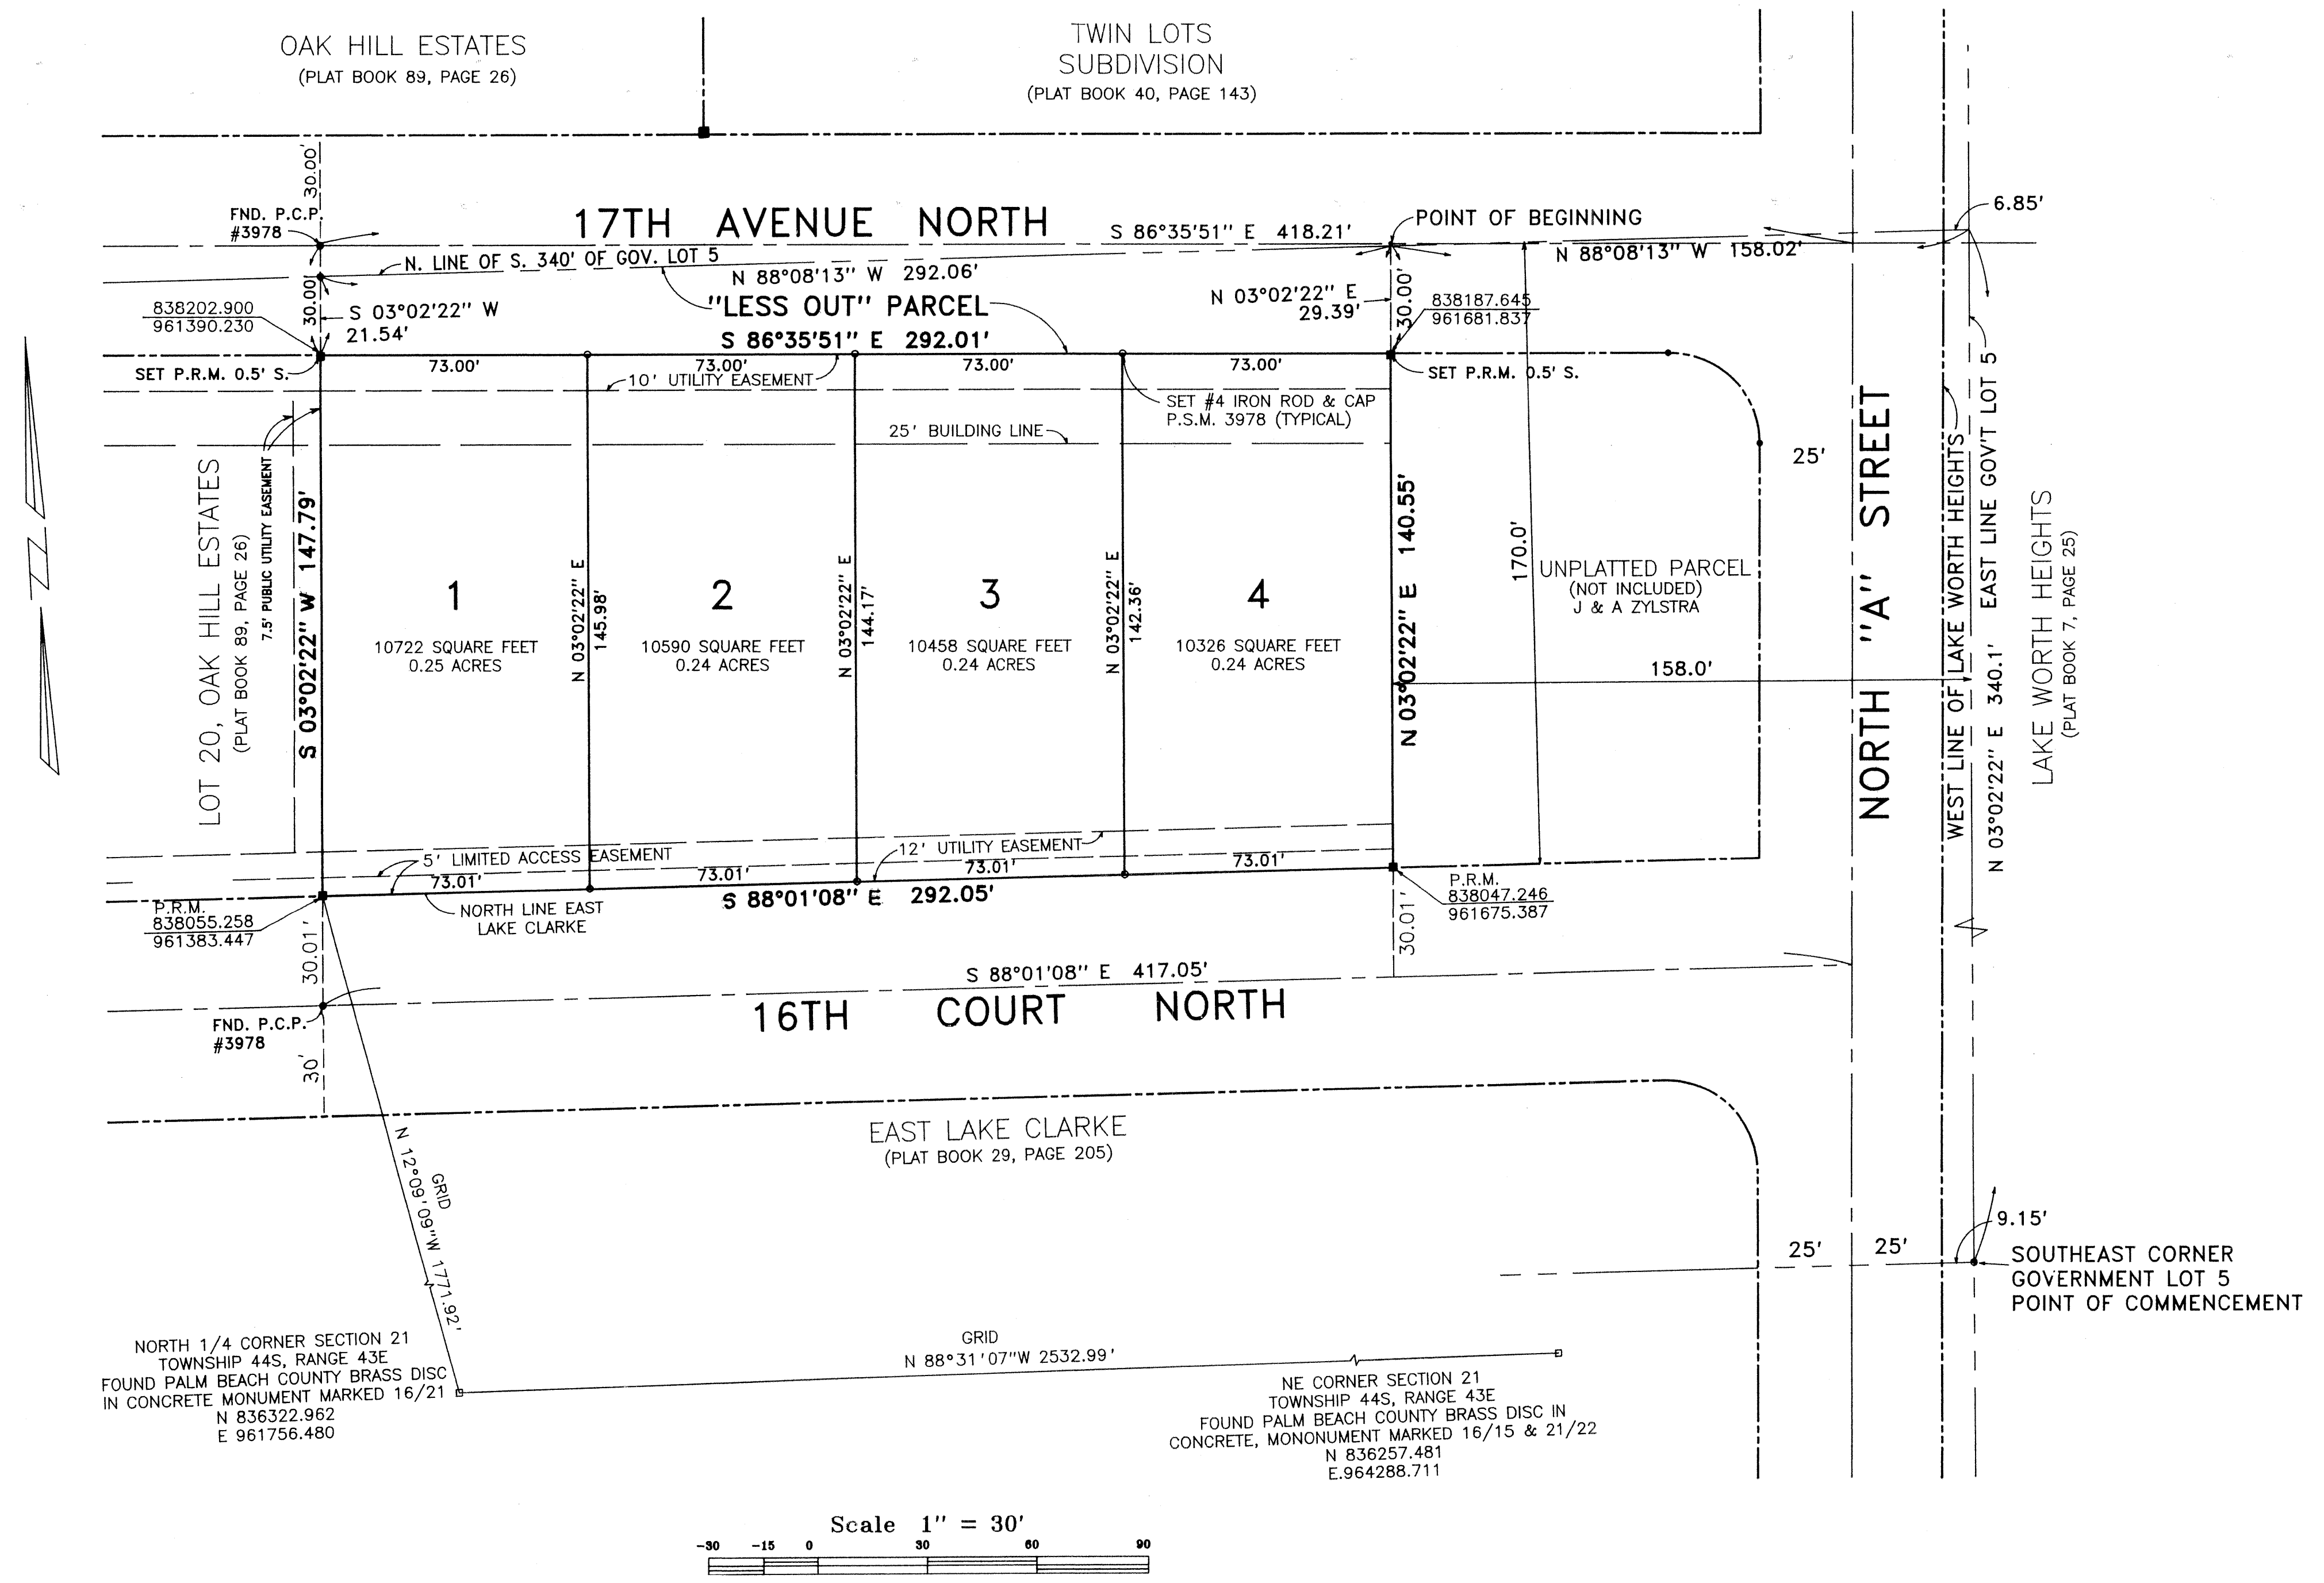 OAK HILL ESTATES
(PLAT BOOK 89, PAGE 26)
TWIN LOTS
SUBDIVISION
(PLAT BOOK 40, PAGE 143)
30.00'
FND. P.C.P.
#3978
17TH AVENUE NORTH
S 86°35'51" E 418.21'
POINT OF BEGINNING
6.85'
N. LINE OF S. 340' OF GOV. LOT 5
N 88°08'13" W 292.06'
N 88°08'13" W 158.02'
838202.900
961390.230
30.00'
S 03°02'22" W
21.54'
"LESS OUT" PARCEL
N 03°02'22" E
29.39'
30.00'
838187.645
961681.837
S 86°35'51" E 292.01'
SET P.R.M. 0.5' S.
73.00'
73.00'
73.00'
73.00'
SET P.R.M. 0.5' S.
10' UTILITY EASEMENT
SET #4 IRON ROD & CAP
P.S.M. 3978 (TYPICAL)
25' BUILDING LINE
25'
LOT 20, OAK HILL ESTATES
(PLAT BOOK 89, PAGE 26)
7.5' PUBLIC UTILITY EASEMENT
S 03°02'22" W 147.79'
1
10722 SQUARE FEET
0.25 ACRES
N 03°02'22" E
145.98'
2
10590 SQUARE FEET
0.24 ACRES
N 03°02'22" E
144.17'
3
10458 SQUARE FEET
0.24 ACRES
N 03°02'22" E
142.36'
4
10326 SQUARE FEET
0.24 ACRES
N 03°02'22" E 140.55'
170.0'
UNPLATTED PARCEL
(NOT INCLUDED)
J & A ZYLSTRA
158.0'
NORTH "A" STREET
WEST LINE OF LAKE WORTH HEIGHTS
N 03°02'22" E 340.1' EAST LINE GOV'T LOT 5
LAKE WORTH HEIGHTS
(PLAT BOOK 7, PAGE 25)
5' LIMITED ACCESS EASEMENT
12' UTILITY EASEMENT
73.01'
73.01'
73.01'
73.01'
S 88°01'08" E 292.05'
P.R.M.
838055.258
961383.447
NORTH LINE EAST
LAKE CLARKE
P.R.M.
838047.246
961675.387
30.01'
30.01'
S 88°01'08" E 417.05'
16TH COURT NORTH
FND. P.C.P.
#3978
30'
EAST LAKE CLARKE
(PLAT BOOK 29, PAGE 205)
GRID
N 12°09'09"W 1771.92'
9.15'
25'
25'
SOUTHEAST CORNER
GOVERNMENT LOT 5
POINT OF COMMENCEMENT
NORTH 1/4 CORNER SECTION 21
TOWNSHIP 44S, RANGE 43E
FOUND PALM BEACH COUNTY BRASS DISC
IN CONCRETE MONUMENT MARKED 16/21
N 836322.962
E 961756.480
GRID
N 88°31'07"W 2532.99'
NE CORNER SECTION 21
TOWNSHIP 44S, RANGE 43E
FOUND PALM BEACH COUNTY BRASS DISC IN
CONCRETE, MONONUMENT MARKED 16/15 & 21/22
N 836257.481
E.964288.711
Scale 1" = 30'
-30 -15 0 30 60 90